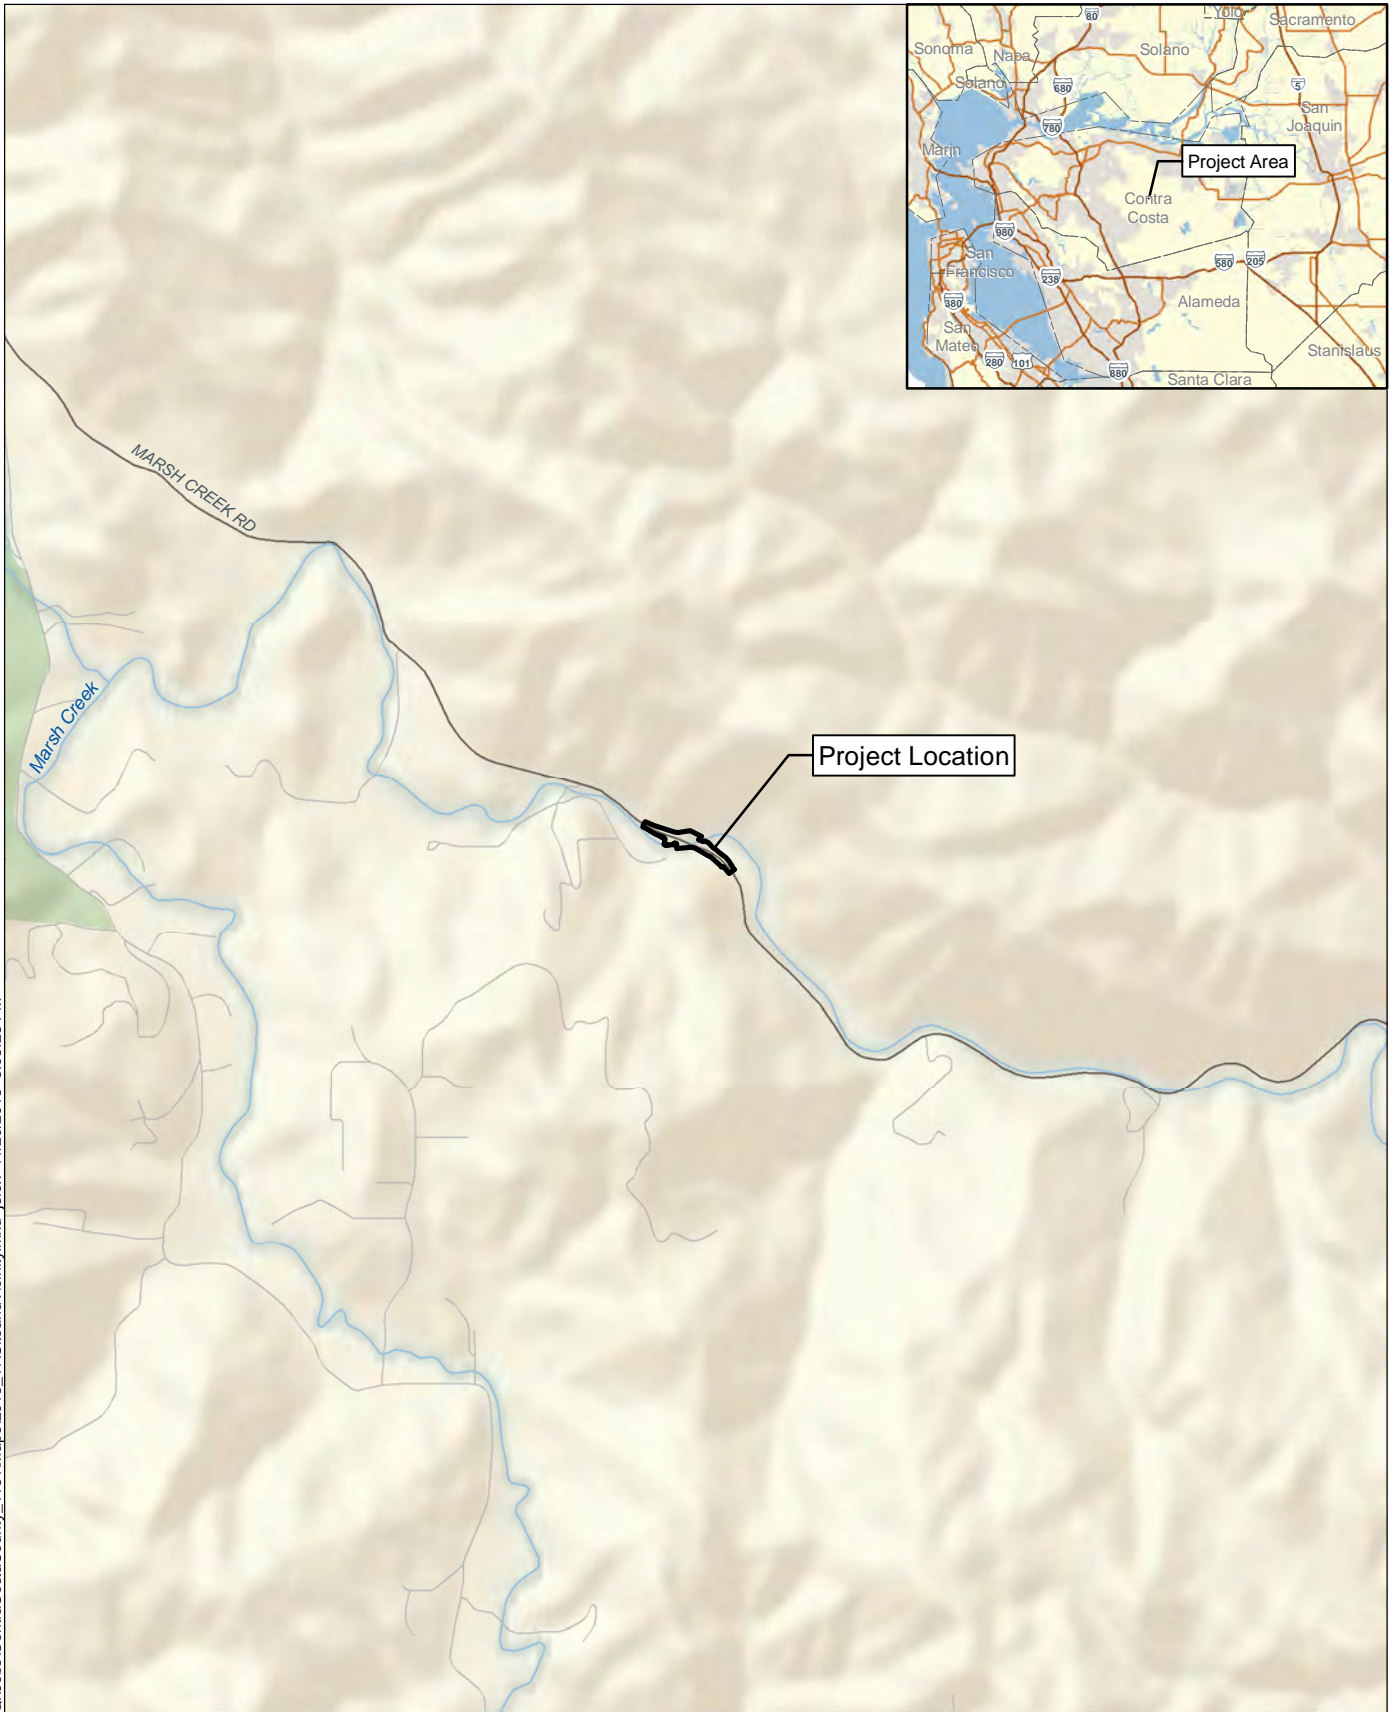 80
Yolo
Sacramento
Sonoma
Napa
Solano
Solano
680
5
San
Joaquin
780
Marin
Project Area
Contra
Costa
980
San
Francisco
580
205
238
380
Alameda
San
Mateo
Stanislaus
280
101
880
Santa Clara
MARSH CREEK RD
Marsh Creek
Project Location